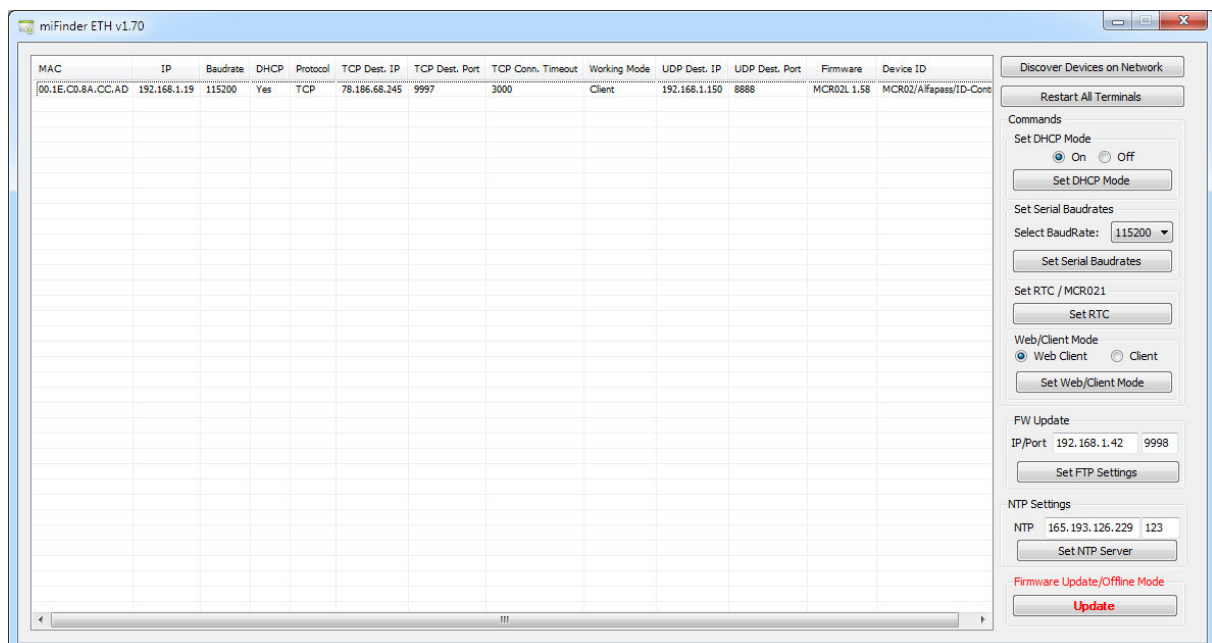 miFinder ETH v1.70
MAC IP Baudrate DHCP Protocol TCP Dest. IP TCP Dest. Port TCP Conn. Timeout Working Mode UDP Dest. IP UDP Dest. Port Firmware Device ID
00.1E.C0.8A.CC.AD 192.168.1.19 115200 Yes TCP 78.186.68.245 9997 3000 Client 192.168.1.150 8888 MCR02L 1.58 MCR02/Alfapass/ID-Cont
Discover Devices on Network
Restart All Terminals
Commands
Set DHCP Mode
On Off
Set DHCP Mode
Set Serial Baudrates
Select BaudRate: 115200
Set Serial Baudrates
Set RTC / MCR021
Set RTC
Web/Client Mode
Web Client Client
Set Web/Client Mode
FW Update
IP/Port 192.168.1.42 9998
Set FTP Settings
NTP Settings
NTP 165.193.126.229 123
Set NTP Server
Firmware Update/Offline Mode
Update